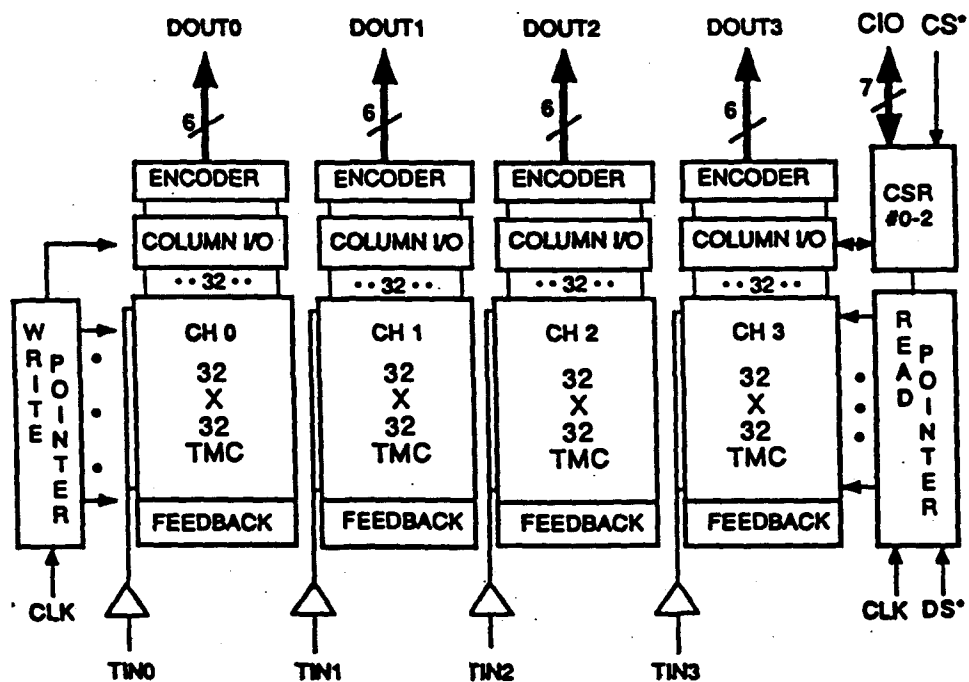 DOUT0 DOUT1 DOUT2 DOUT3 CIO CS*
6 6 6 6 7
ENCODER ENCODER ENCODER ENCODER
CSR
#0-2
COLUMN I/O COLUMN I/O COLUMN I/O COLUMN I/O
••32•• ••32•• ••32•• ••32••
WRITE
POINTER
CH 0
32
X
32
TMC
CH 1
32
X
32
TMC
CH 2
32
X
32
TMC
CH 3
32
X
32
TMC
READ
POINTER
FEEDBACK FEEDBACK FEEDBACK FEEDBACK
CLK CLK DS*
TIN0 TIN1 TIN2 TIN3